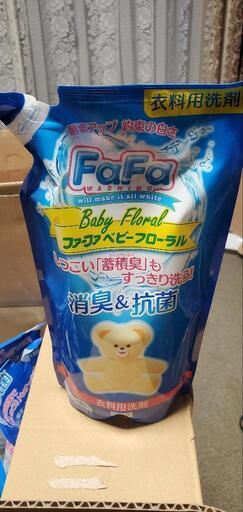 衣料用洗剤
酵素アップ 約束の白さ
FaFa
WASHING
will make it all white
Baby Floral
ファーファ ベビーフローラル
しつこい「蓄積臭」も
すっきり洗う!
消臭&抗菌
衣料用洗剤